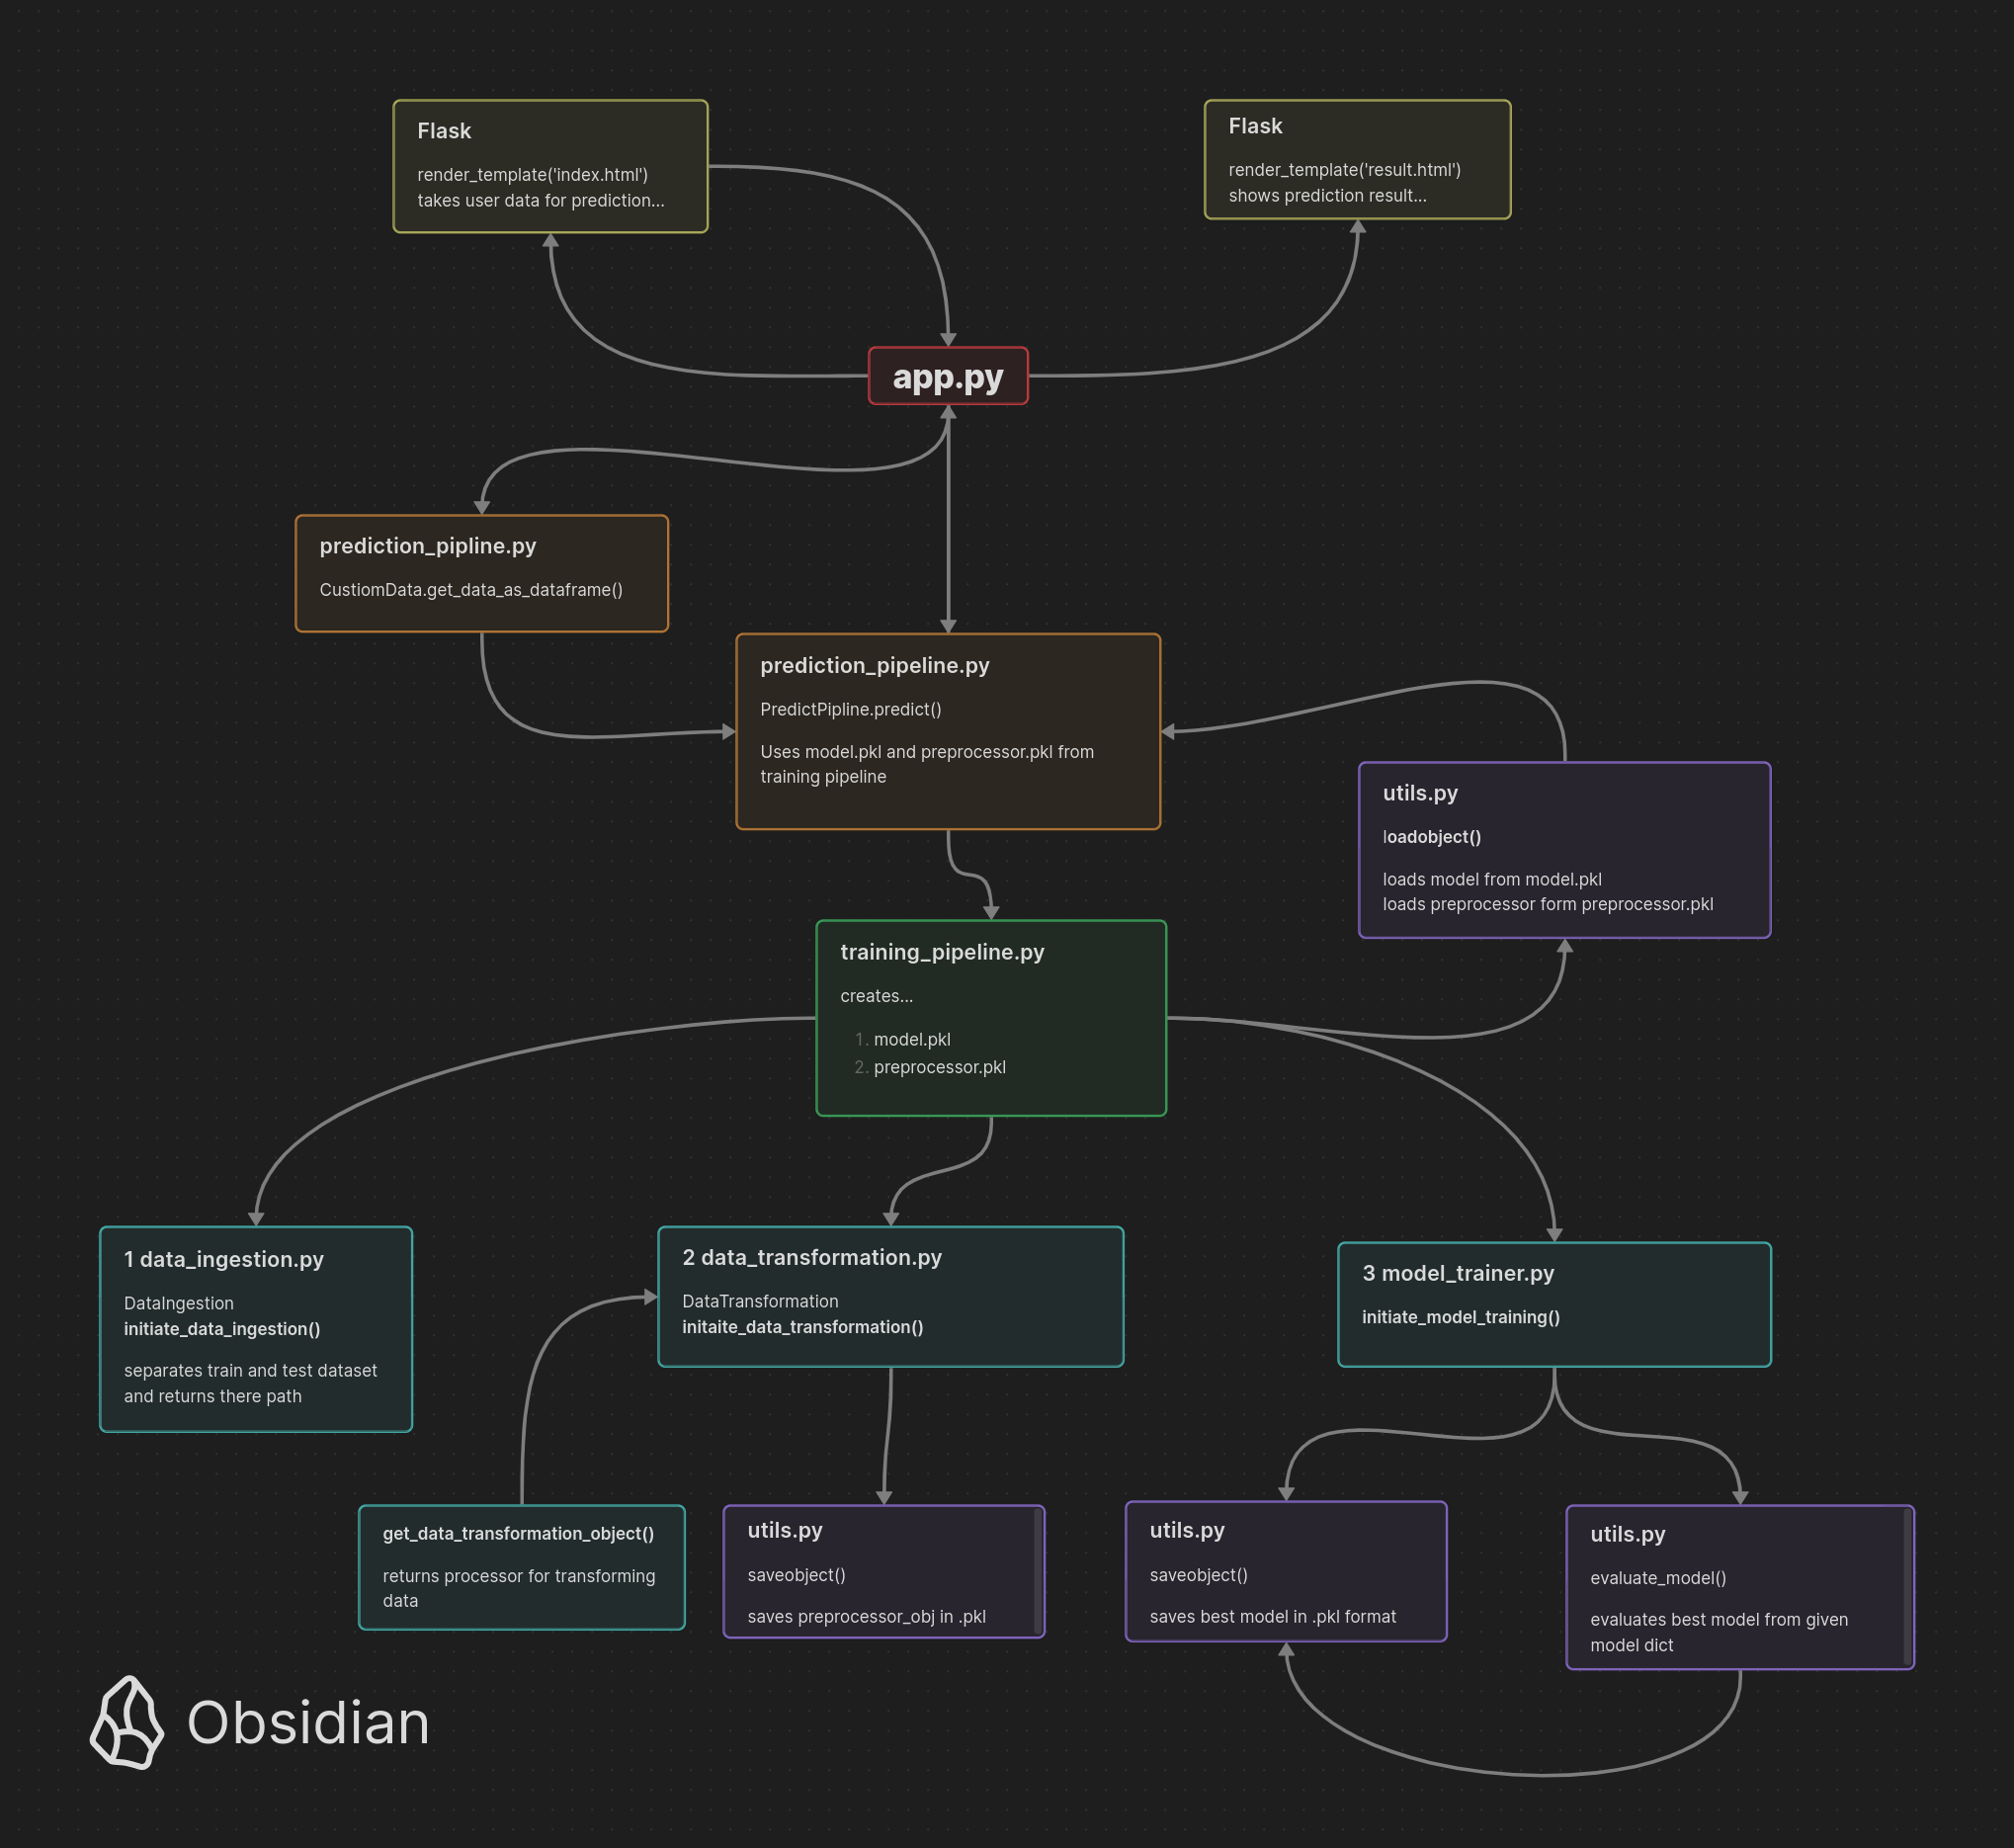 Flask
render_template('index.html')
takes user data for prediction...
Flask
render_template('result.html')
shows prediction result...
app.py
prediction_pipline.py
CustiomData.get_data_as_dataframe()
prediction_pipeline.py
PredictPipline.predict()
Uses model.pkl and preprocessor.pkl from
training pipeline
utils.py
loadobject()
loads model from model.pkl
loads preprocessor form preprocessor.pkl
training_pipeline.py
creates...
1. model.pkl
2. preprocessor.pkl
1 data_ingestion.py
DataIngestion
initiate_data_ingestion()
separates train and test dataset
and returns there path
2 data_transformation.py
DataTransformation
initaite_data_transformation()
3 model_trainer.py
initiate_model_training()
get_data_transformation_object()
returns processor for transforming
data
utils.py
saveobject()
saves preprocessor_obj in .pkl
utils.py
saveobject()
saves best model in .pkl format
utils.py
evaluate_model()
evaluates best model from given
model dict
Obsidian